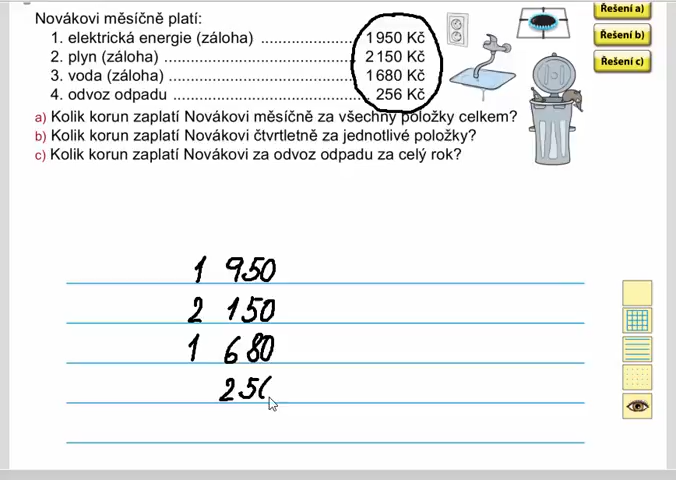 Novákovi měsíčně platí:
1. elektrická energie (záloha) ...................... 1 950 Kč
2. plyn (záloha) ............................................ 2 150 Kč
3. voda (záloha) ........................................... 1 680 Kč
4. odvoz odpadu ............................................ 256 Kč
a) Kolik korun zaplatí Novákovi měsíčně za všechny položky celkem?
b) Kolik korun zaplatí Novákovi čtvrtletně za jednotlivé položky?
c) Kolik korun zaplatí Novákovi za odvoz odpadu za celý rok?
Řešení a)
Řešení b)
Řešení c)
1 950
2 150
1 680